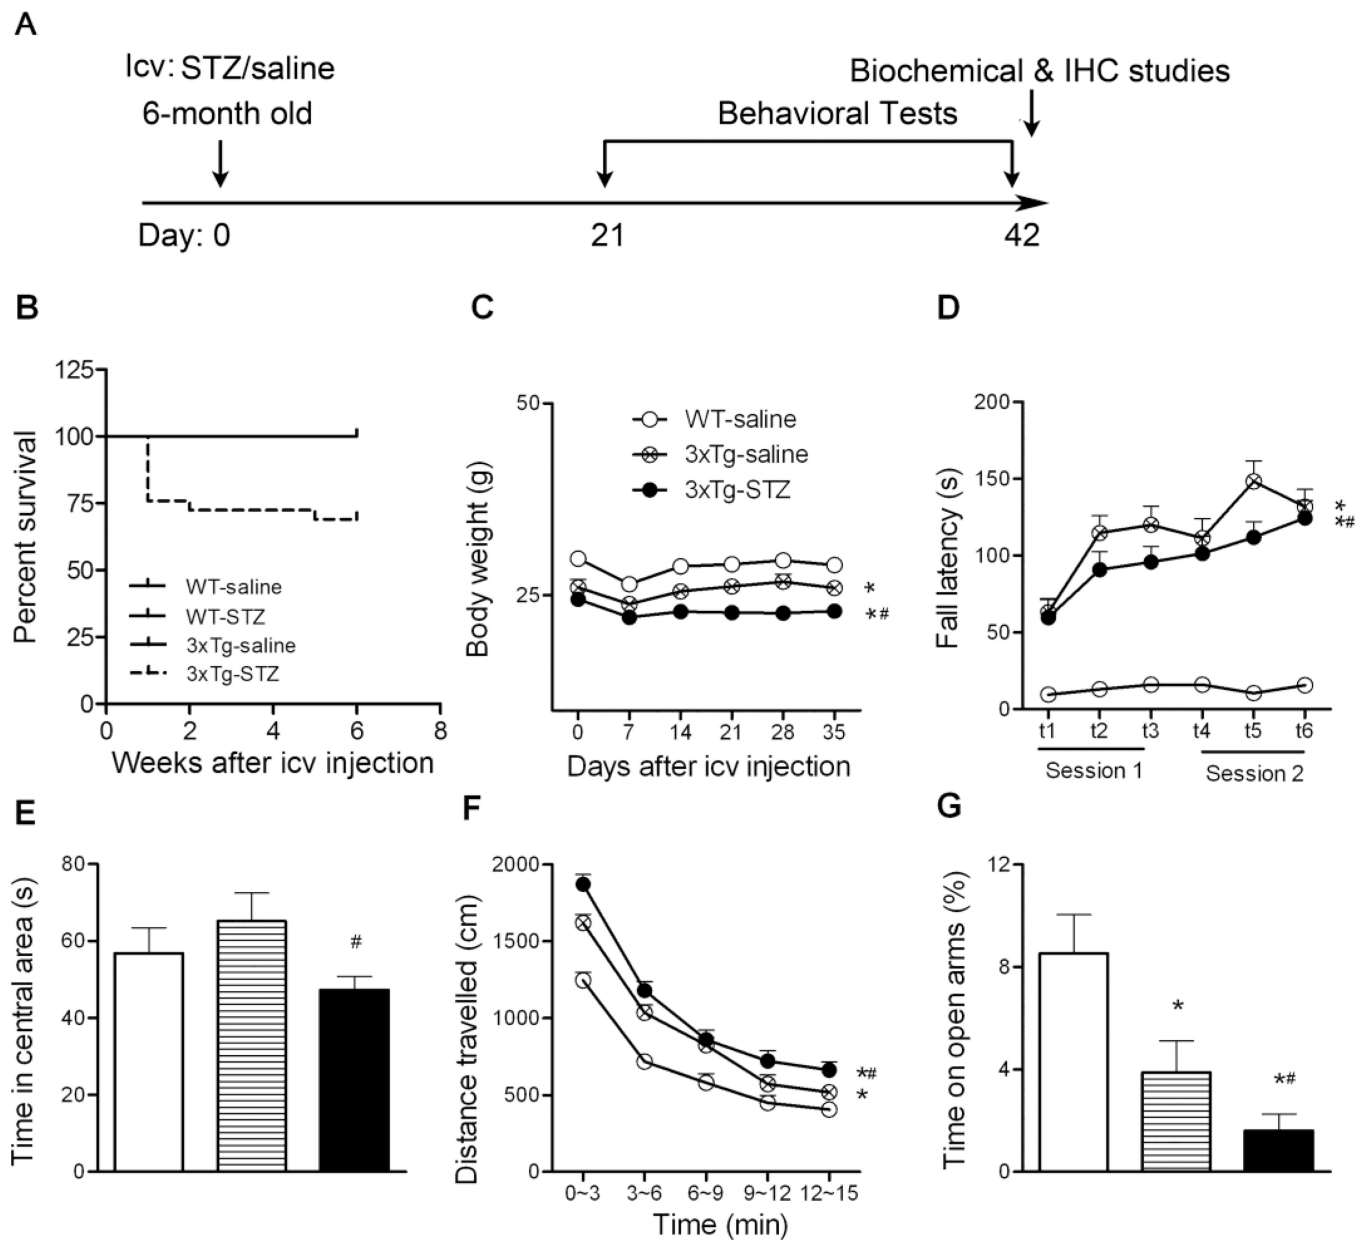 A
Icv: STZ/saline
6-month old
Biochemical & IHC studies
Behavioral Tests
Day: 0
21
42
B
Percent survival
125
100
75
50
25
0
WT-saline
WT-STZ
3xTg-saline
3xTg-STZ
0
2
4
6
8
Weeks after icv injection
C
Body weight (g)
50
25
WT-saline
3xTg-saline
3xTg-STZ
*
*#
0
7
14
21
28
35
Days after icv injection
D
Fall latency (s)
200
150
100
50
0
*
*#
t1
t2
t3
t4
t5
t6
Session 1
Session 2
E
Time in central area (s)
80
60
40
20
0
#
F
Distance travelled (cm)
2000
1500
1000
500
0
*#
*
0~3
3~6
6~9
9~12
12~15
Time (min)
G
Time on open arms (%)
12
8
4
0
*
*#